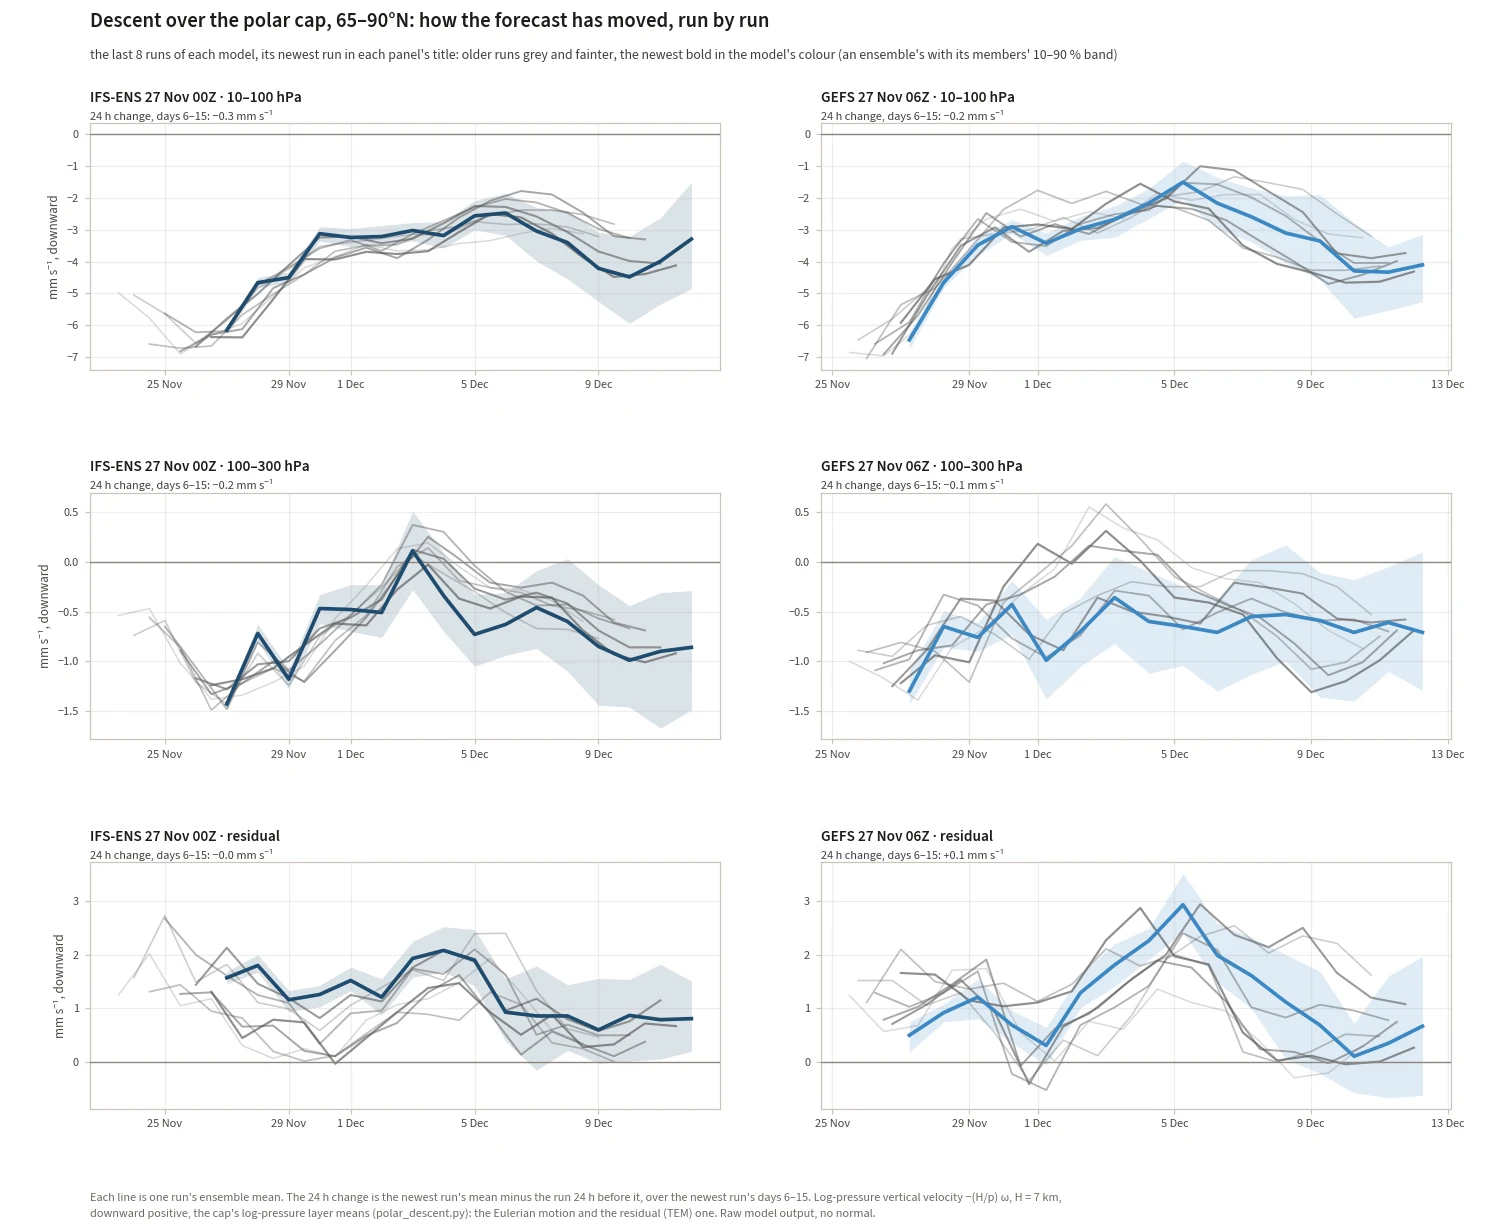 Descent over the polar cap, 65–90°N: how the forecast has moved, run by run
the last 8 runs of each model, its newest run in each panel's title: older runs grey and fainter, the newest bold in the model's colour (an ensemble's with its members' 10–90 % band)
IFS-ENS 27 Nov 00Z · 10–100 hPa
24 h change, days 6–15: −0.3 mm s⁻¹
0
−1
−2
−3
−4
−5
−6
−7
mm s⁻¹, downward
25 Nov
29 Nov
1 Dec
5 Dec
9 Dec
GEFS 27 Nov 06Z · 10–100 hPa
24 h change, days 6–15: −0.2 mm s⁻¹
0
−1
−2
−3
−4
−5
−6
−7
25 Nov
29 Nov
1 Dec
5 Dec
9 Dec
13 Dec
IFS-ENS 27 Nov 00Z · 100–300 hPa
24 h change, days 6–15: −0.2 mm s⁻¹
0.5
0.0
−0.5
−1.0
−1.5
mm s⁻¹, downward
25 Nov
29 Nov
1 Dec
5 Dec
9 Dec
GEFS 27 Nov 06Z · 100–300 hPa
24 h change, days 6–15: −0.1 mm s⁻¹
0.5
0.0
−0.5
−1.0
−1.5
25 Nov
29 Nov
1 Dec
5 Dec
9 Dec
13 Dec
IFS-ENS 27 Nov 00Z · residual
24 h change, days 6–15: −0.0 mm s⁻¹
3
2
1
0
mm s⁻¹, downward
25 Nov
29 Nov
1 Dec
5 Dec
9 Dec
GEFS 27 Nov 06Z · residual
24 h change, days 6–15: +0.1 mm s⁻¹
3
2
1
0
25 Nov
29 Nov
1 Dec
5 Dec
9 Dec
13 Dec
Each line is one run's ensemble mean. The 24 h change is the newest run's mean minus the run 24 h before it, over the newest run's days 6–15. Log-pressure vertical velocity −(H/p) ω, H = 7 km,
downward positive, the cap's log-pressure layer means (polar_descent.py): the Eulerian motion and the residual (TEM) one. Raw model output, no normal.